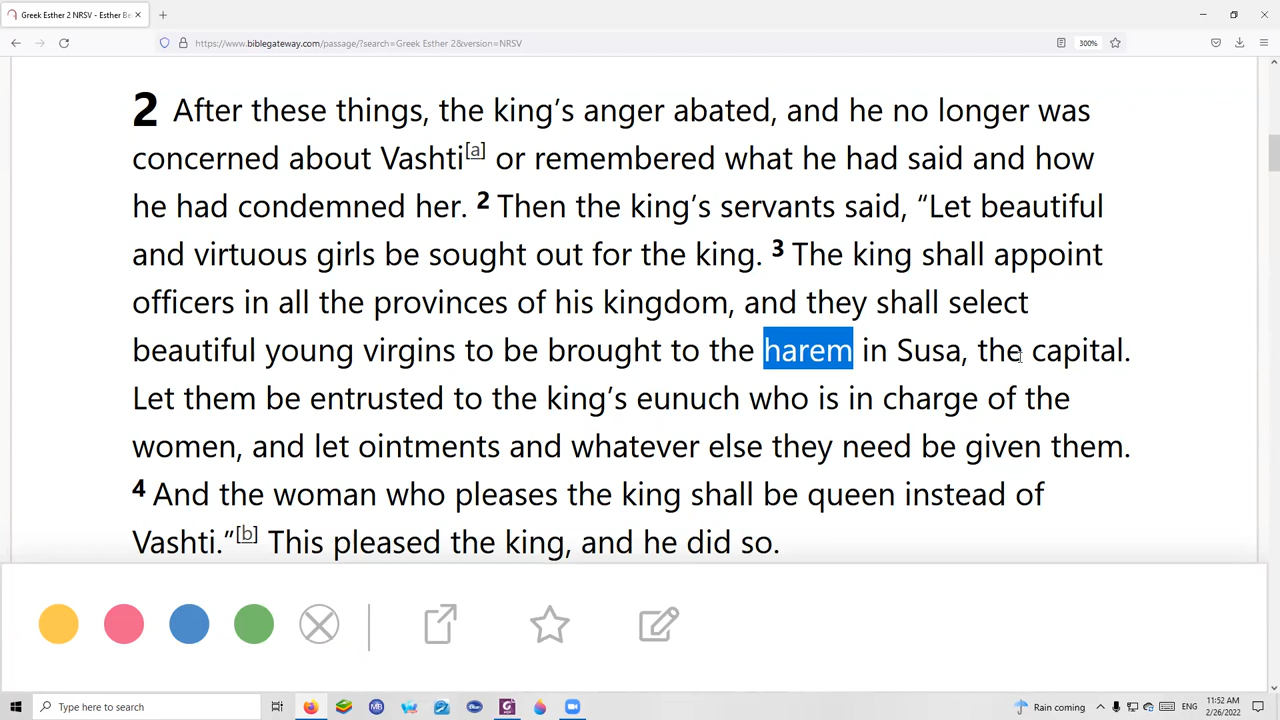 Greek Esther 2 NRSV - Esther Be
https://www.biblegateway.com/passage/?search=Greek Esther 2&version=NRSV
300%
2 After these things, the king’s anger abated, and he no longer was
concerned about Vashti[a] or remembered what he had said and how
he had condemned her. 2 Then the king’s servants said, “Let beautiful
and virtuous girls be sought out for the king. 3 The king shall appoint
officers in all the provinces of his kingdom, and they shall select
beautiful young virgins to be brought to the harem in Susa, the capital.
Let them be entrusted to the king’s eunuch who is in charge of the
women, and let ointments and whatever else they need be given them.
4 And the woman who pleases the king shall be queen instead of
Vashti.”[b] This pleased the king, and he did so.
Type here to search
MB
Rain coming
ENG
11:52 AM
2/26/2022